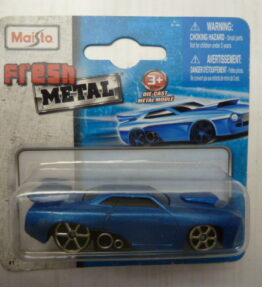 Maisto
Fresh
METAL
3+
DIE-CAST
METAL MODEL
WARNING:
CHOKING HAZARD - Small parts.
Not for children under 3 years.
AVERTISSEMENT:
DANGER D'ÉTOUFFEMENT - Petites pièces.